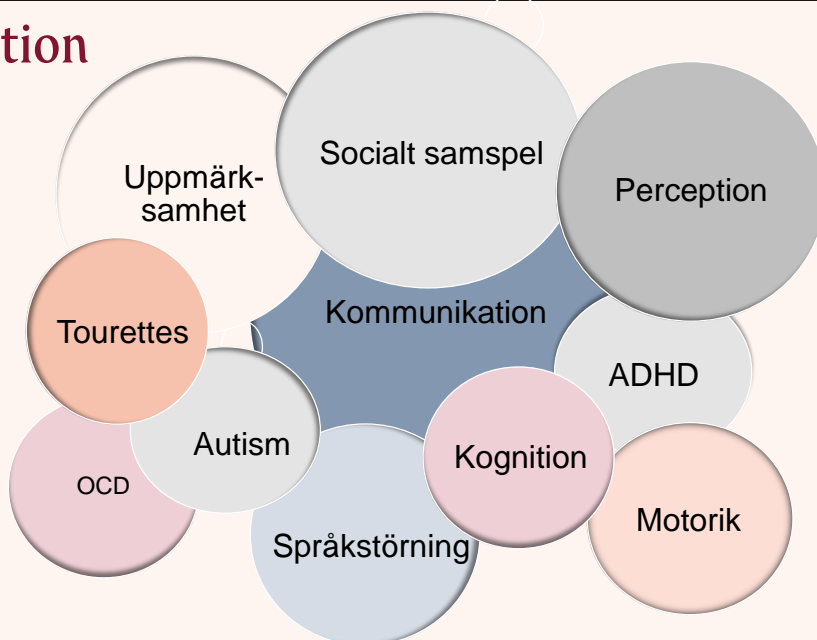 tion
Socialt samspel
Uppmärk-
samhet
Perception
Kommunikation
Tourettes
ADHD
Autism
Kognition
OCD
Motorik
Språkstörning